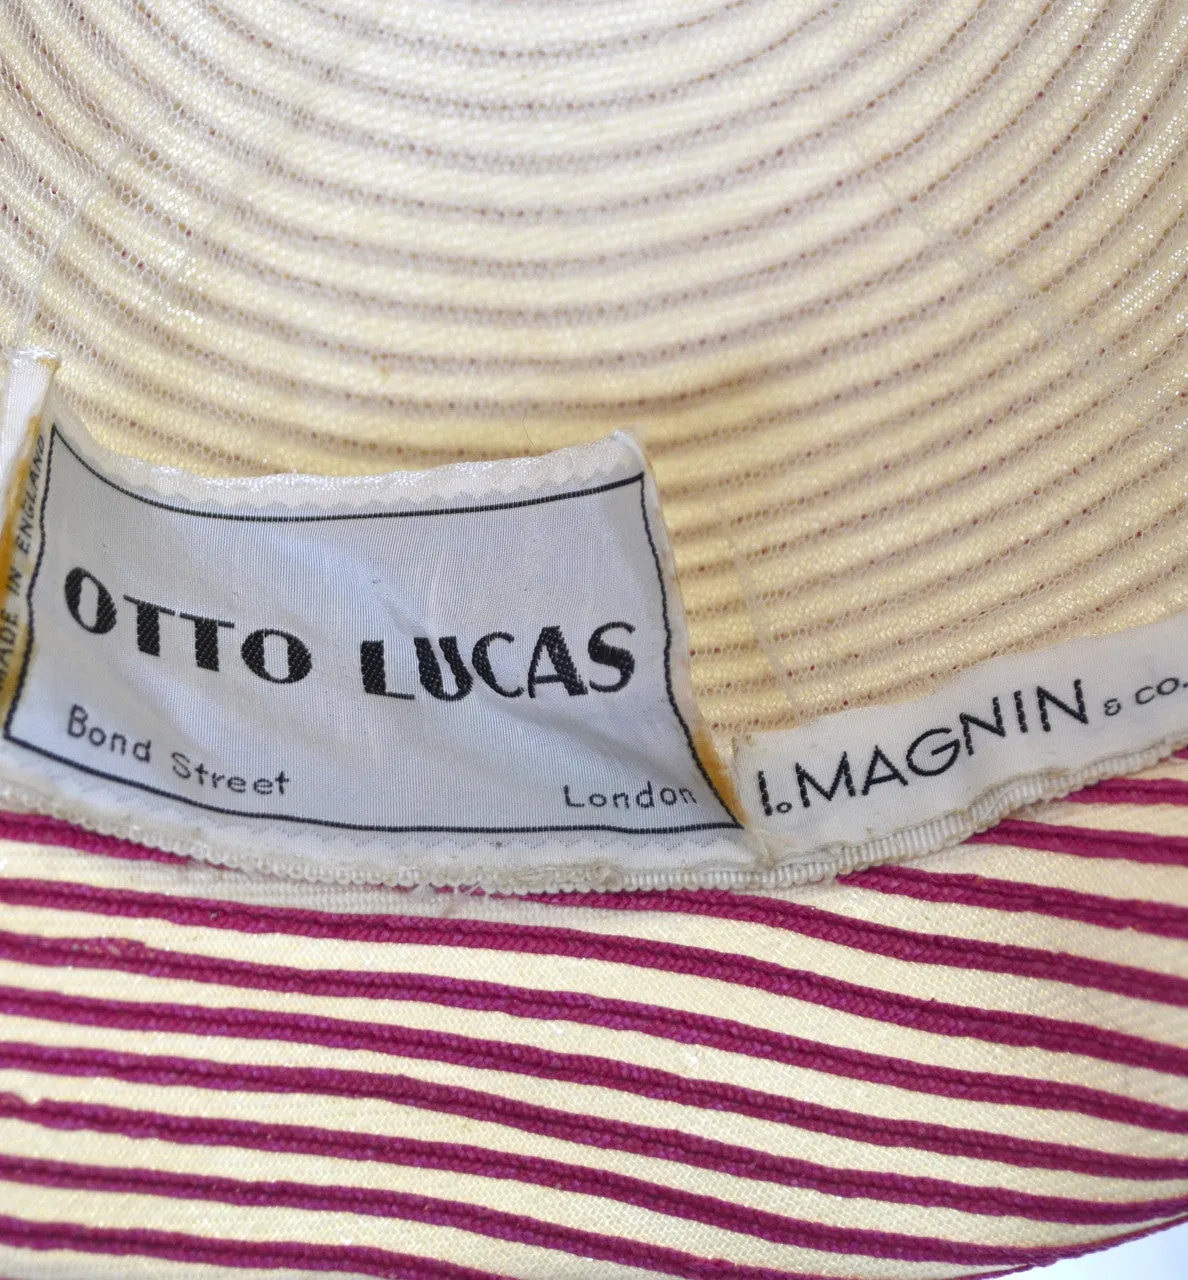 MADE IN ENGLAND
OTTO LUCAS
Bond Street
London
I. MAGNIN & CO.